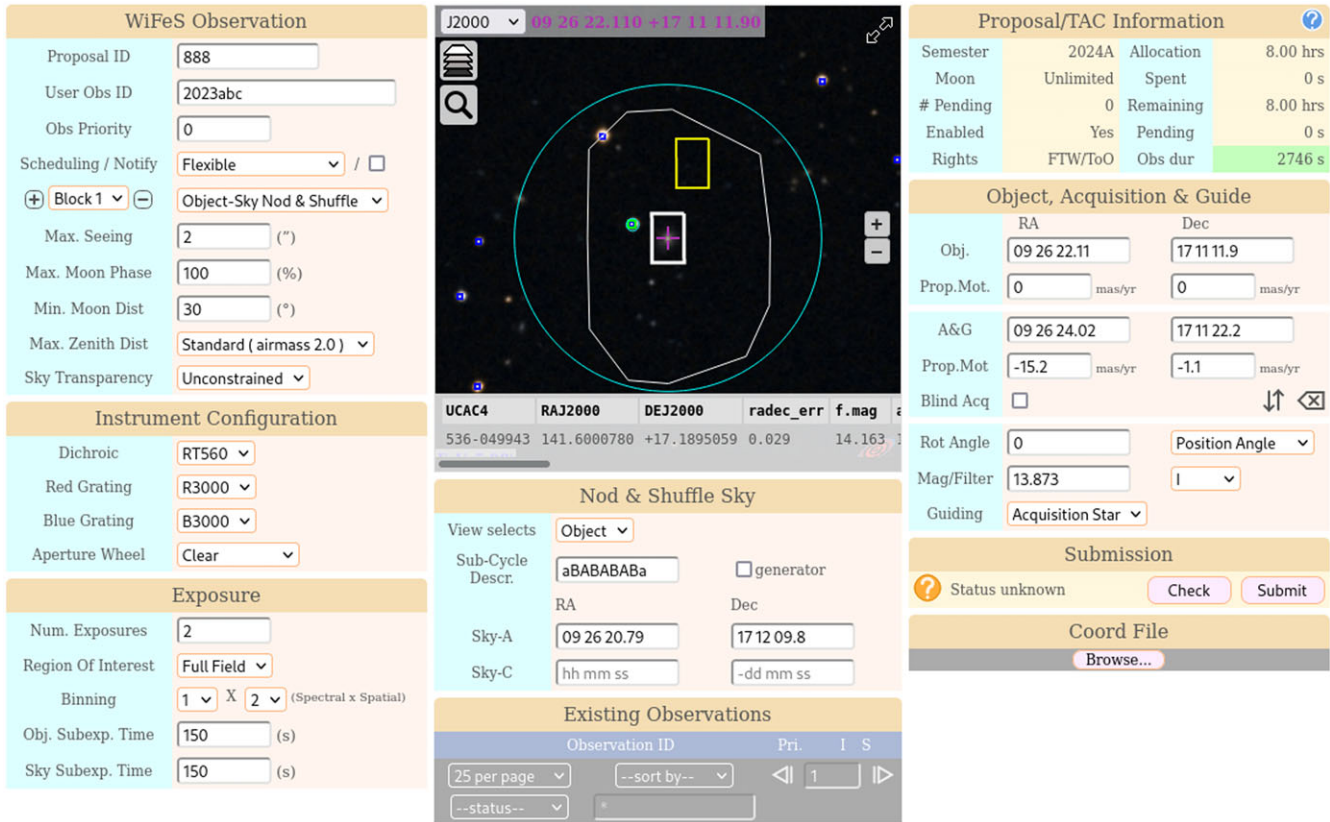 WiFeS Observation
Proposal ID 888
User Obs ID 2023abc
Obs Priority 0
Scheduling / Notify Flexible /
+ Block 1 − Object-Sky Nod & Shuffle
Max. Seeing 2 (")
Max. Moon Phase 100 (%)
Min. Moon Dist 30 (°)
Max. Zenith Dist Standard ( airmass 2.0 )
Sky Transparency Unconstrained
Instrument Configuration
Dichroic RT560
Red Grating R3000
Blue Grating B3000
Aperture Wheel Clear
Exposure
Num. Exposures 2
Region Of Interest Full Field
Binning 1 X 2 (Spectral x Spatial)
Obj. Subexp. Time 150 (s)
Sky Subexp. Time 150 (s)
J2000 09 26 22.110 +17 11 11.90
+
−
UCAC4 RAJ2000 DEJ2000 radec_err f.mag
536-049943 141.6000780 +17.1895059 0.029 14.163
Nod & Shuffle Sky
View selects Object
Sub-Cycle
Descr. aBABABABa generator
RA Dec
Sky-A 09 26 20.79 17 12 09.8
Sky-C hh mm ss -dd mm ss
Existing Observations
Observation ID Pri. I S
25 per page --sort by-- 1
--status-- *
Proposal/TAC Information ?
Semester 2024A Allocation 8.00 hrs
Moon Unlimited Spent 0 s
# Pending 0 Remaining 8.00 hrs
Enabled Yes Pending 0 s
Rights FTW/ToO Obs dur 2746 s
Object, Acquisition & Guide
RA Dec
Obj. 09 26 22.11 17 11 11.9
Prop.Mot. 0 mas/yr 0 mas/yr
A&G 09 26 24.02 17 11 22.2
Prop.Mot -15.2 mas/yr -1.1 mas/yr
Blind Acq
Rot Angle 0 Position Angle
Mag/Filter 13.873 I
Guiding Acquisition Star
Submission
? Status unknown Check Submit
Coord File
Browse...